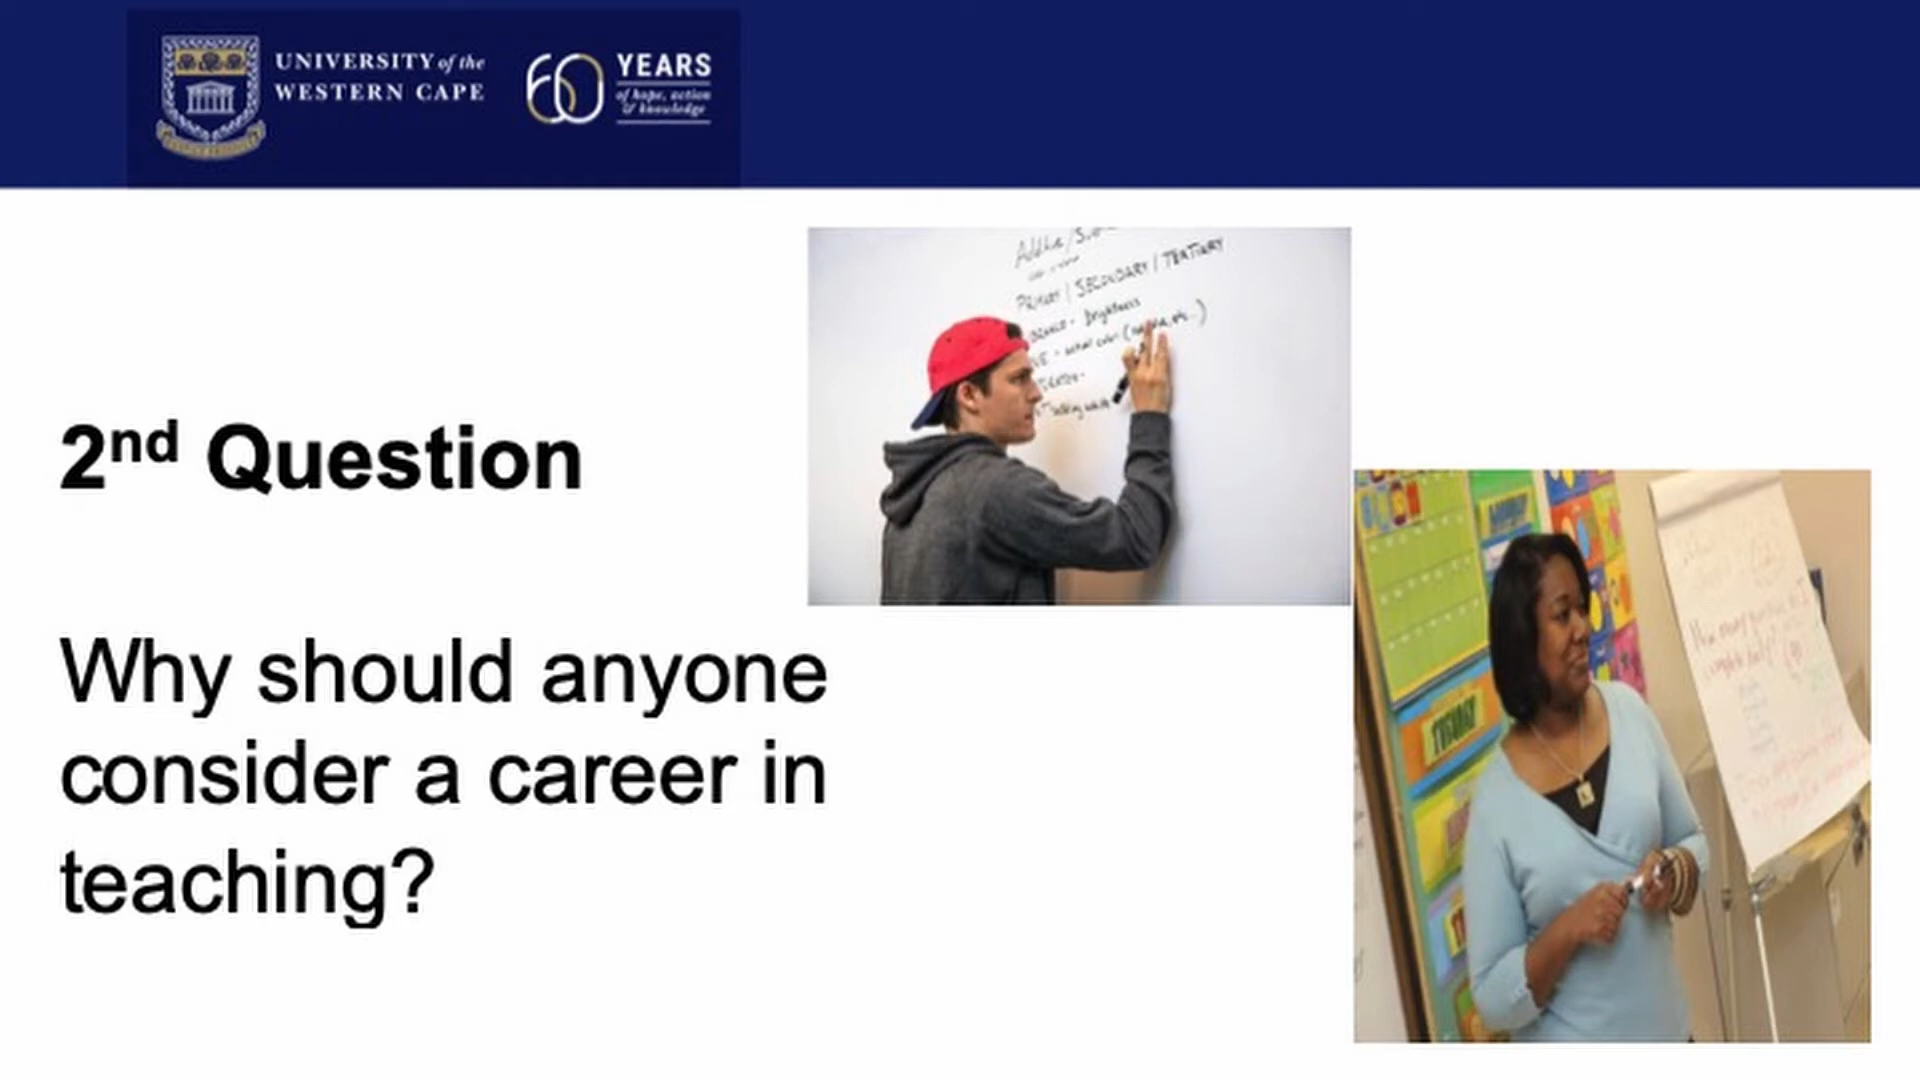 UNIVERSITY of the
WESTERN CAPE
60 YEARS
of hope, action
& knowledge
PRIMARY / SECONDARY / TERTIARY
Brightness
2nd Question
Why should anyone
consider a career in
teaching?